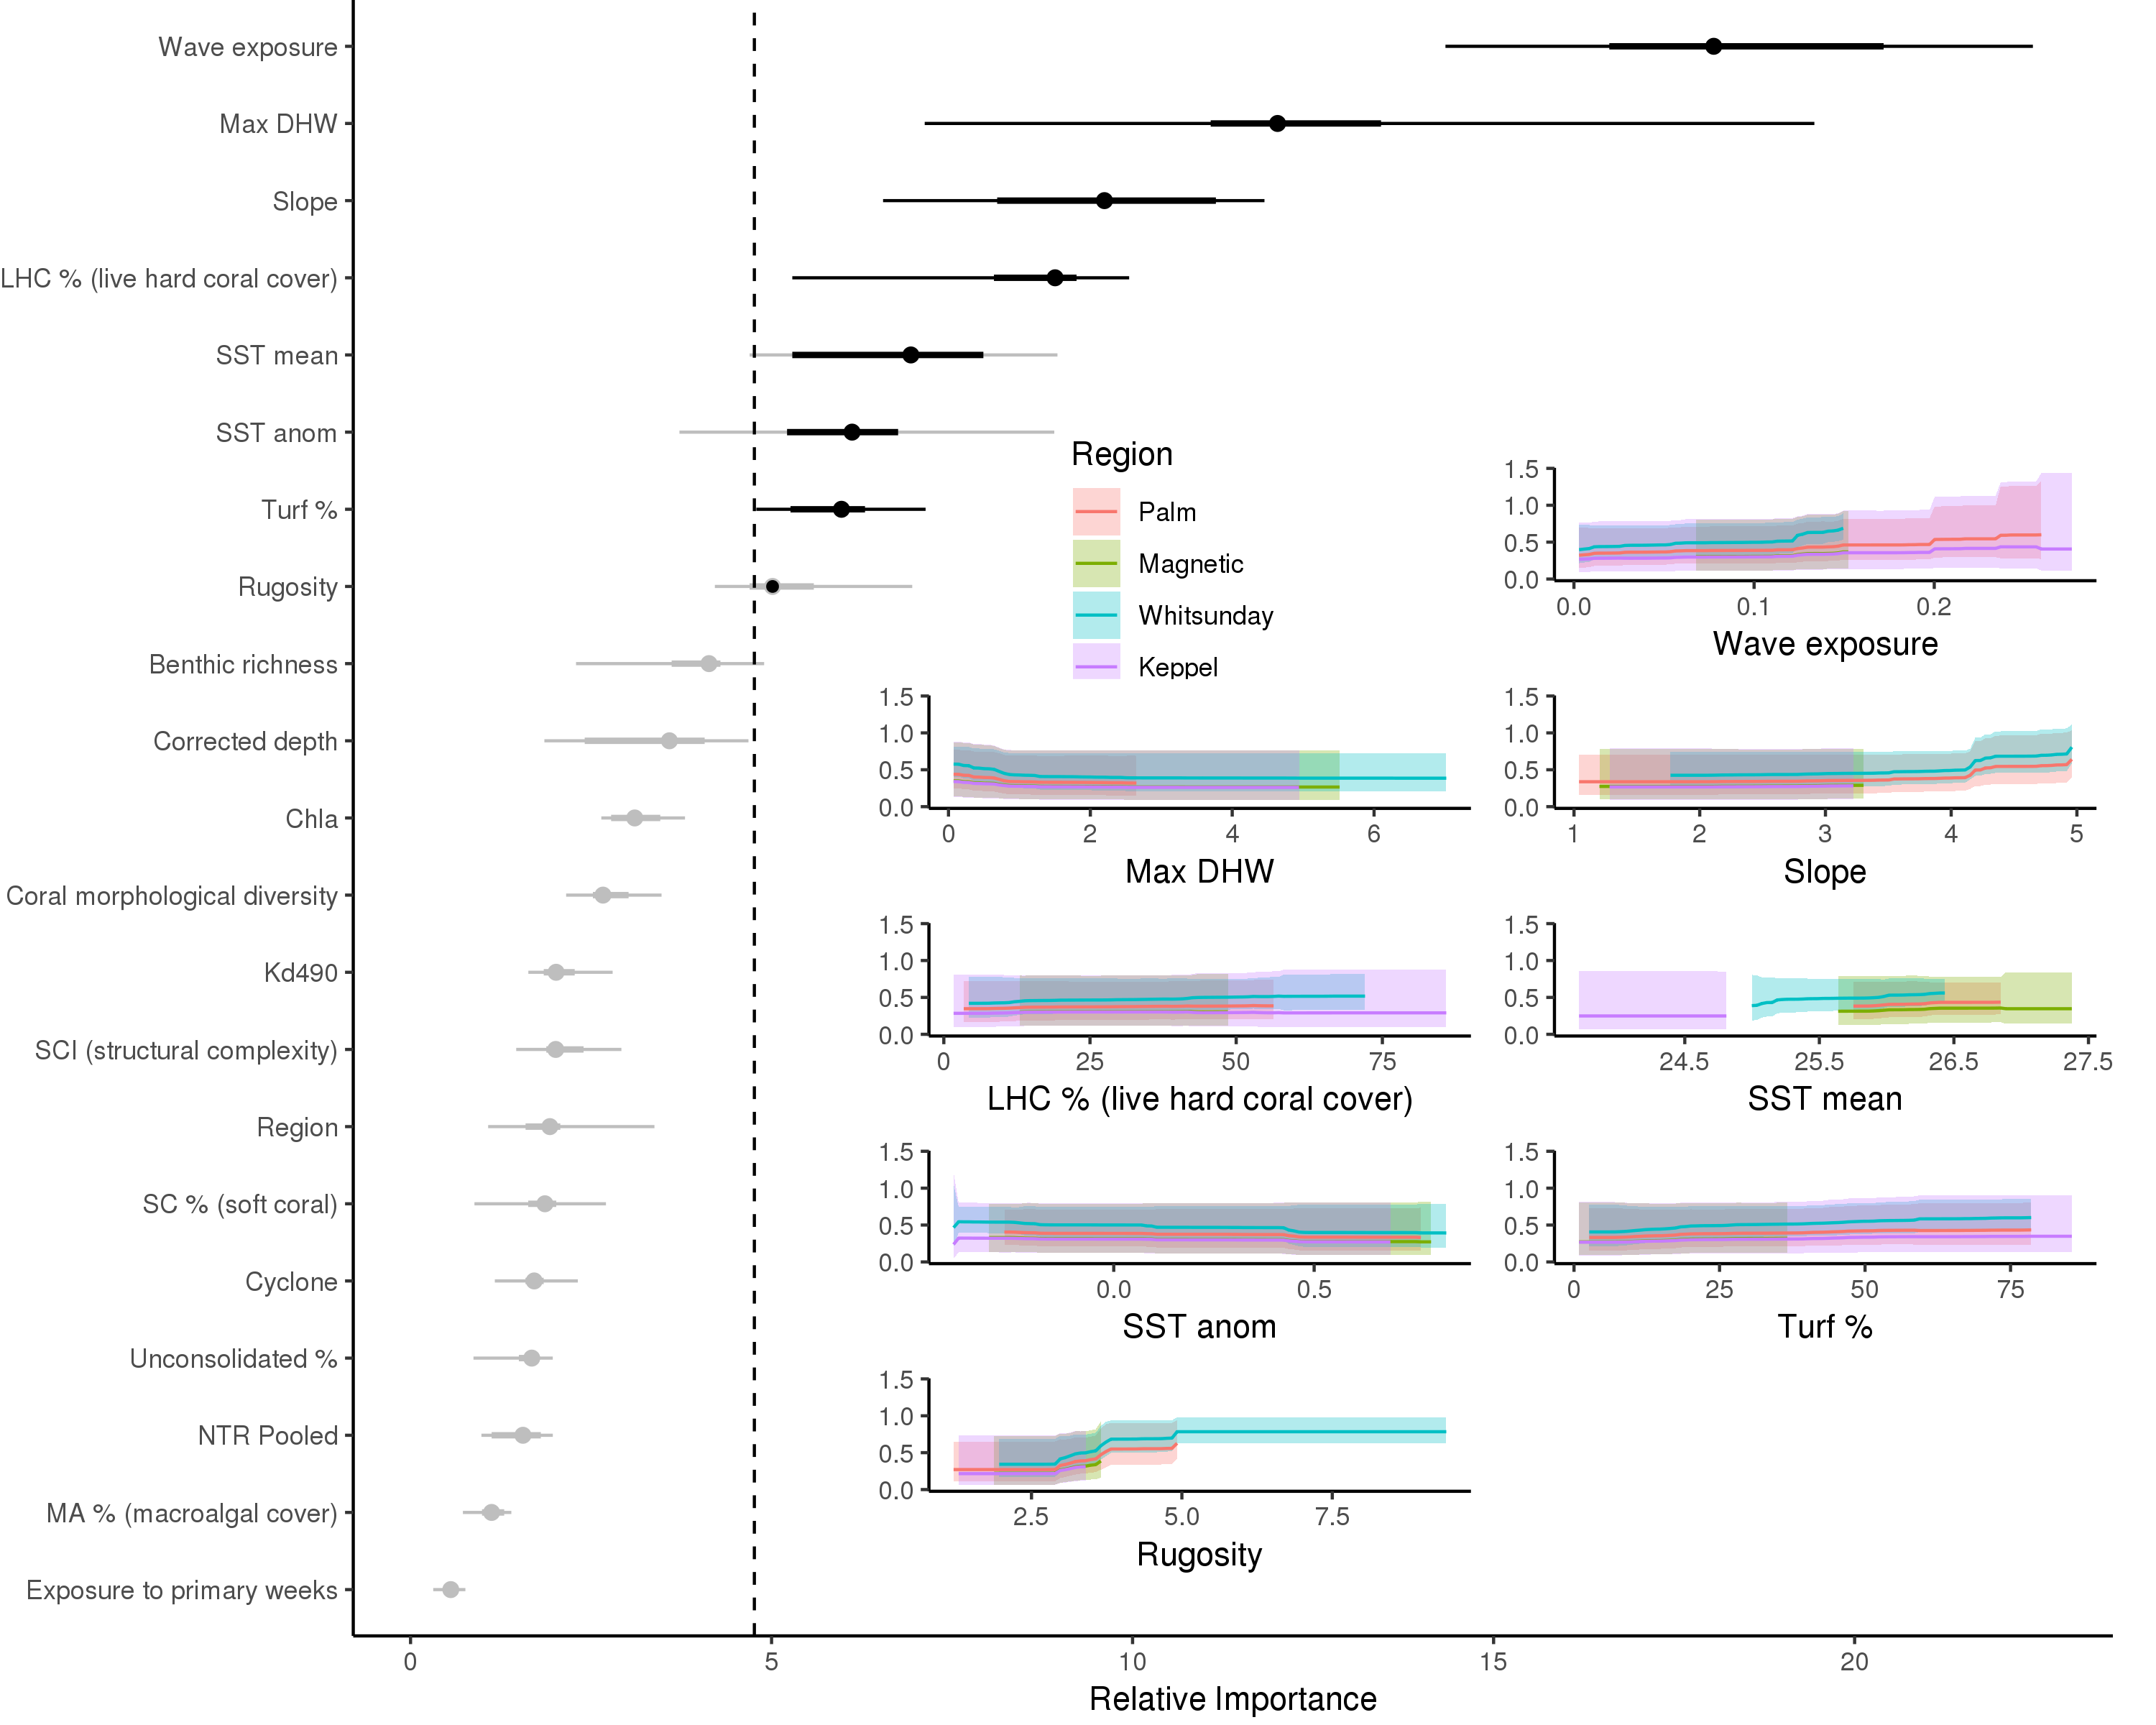 Wave exposure
Max DHW
Slope
LHC % (live hard coral cover)
SST mean
SST anom
Turf %
Rugosity
Benthic richness
Corrected depth
Chla
Coral morphological diversity
Kd490
SCI (structural complexity)
Region
SC % (soft coral)
Cyclone
Unconsolidated %
NTR Pooled
MA % (macroalgal cover)
Exposure to primary weeks
0 5 10 15 20
Relative Importance
Region
Palm
Magnetic
Whitsunday
Keppel
1.5
1.0
0.5
0.0
0.0 0.1 0.2
Wave exposure
1.5
1.0
0.5
0.0
0 2 4 6
Max DHW
1.5
1.0
0.5
0.0
1 2 3 4 5
Slope
1.5
1.0
0.5
0.0
0 25 50 75
LHC % (live hard coral cover)
1.5
1.0
0.5
0.0
24.5 25.5 26.5 27.5
SST mean
1.5
1.0
0.5
0.0
0.0 0.5
SST anom
1.5
1.0
0.5
0.0
0 25 50 75
Turf %
1.5
1.0
0.5
0.0
2.5 5.0 7.5
Rugosity